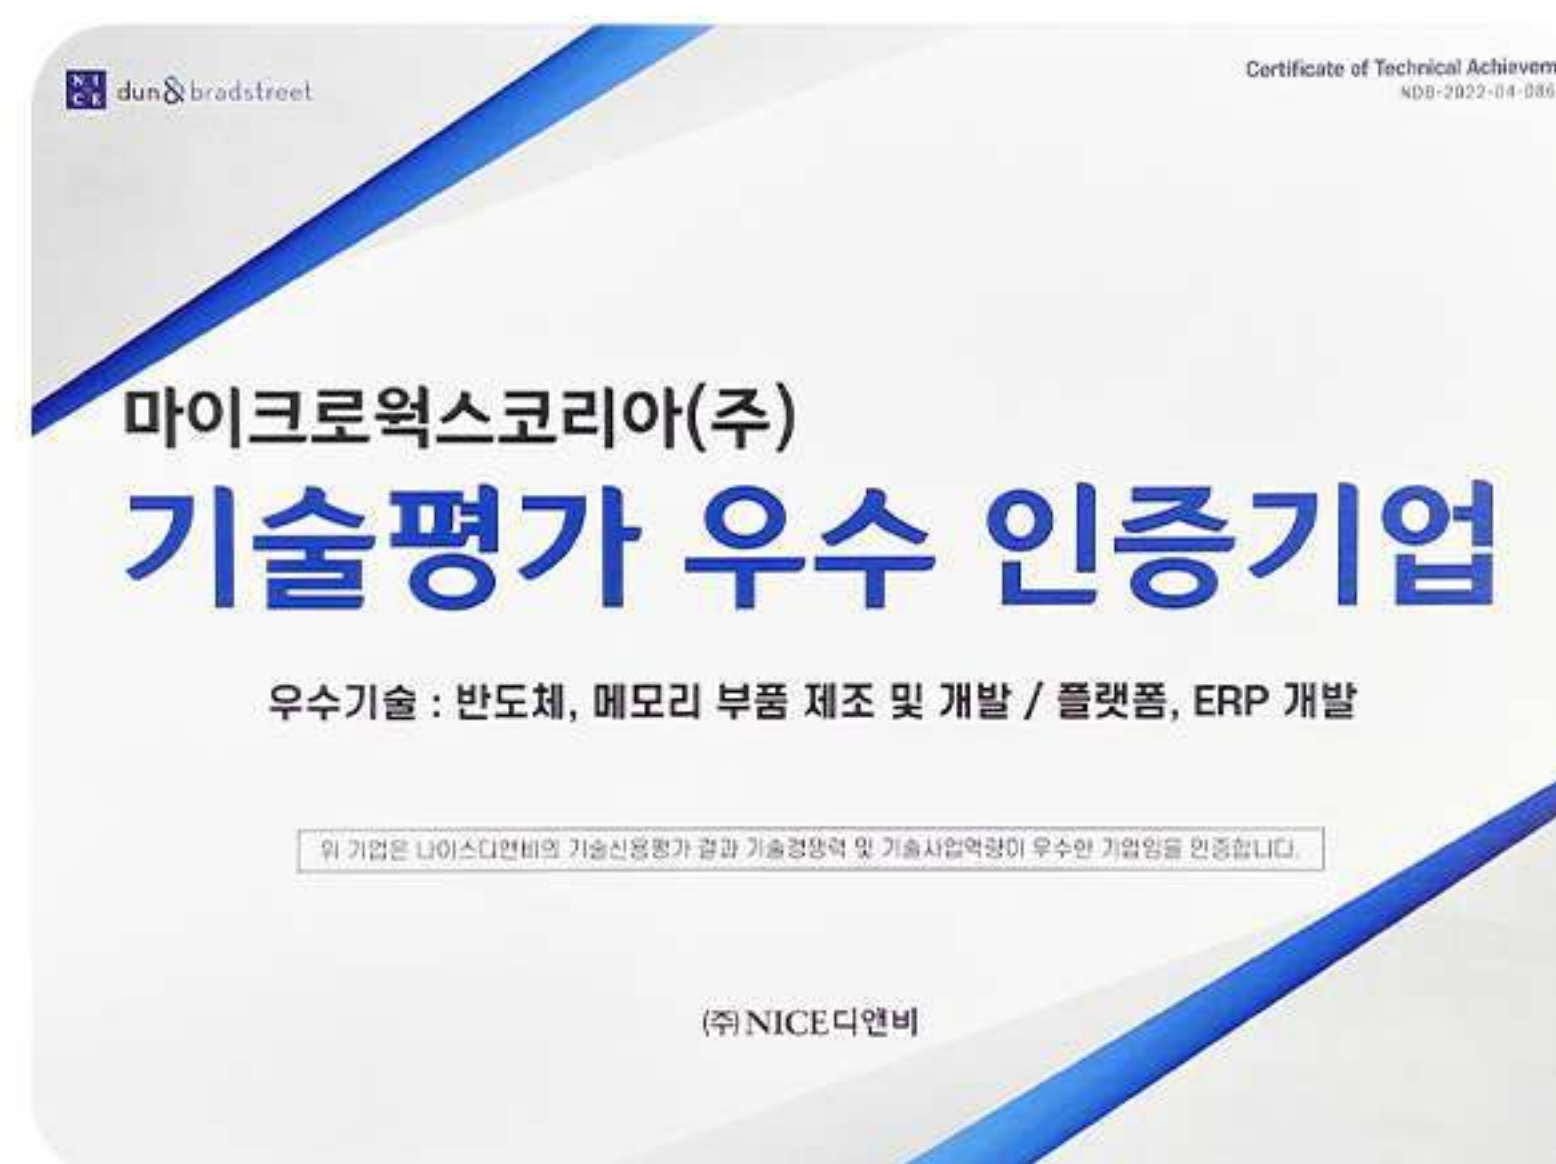 NICE dun&bradstreet
Certificate of Technical Achievem
NDB-2022-04-086
마이크로웍스코리아(주)
기술평가 우수 인증기업
우수기술 : 반도체, 메모리 부품 제조 및 개발 / 플랫폼, ERP 개발
위 기업은 나이스디앤비의 기술신용평가 결과 기술경쟁력 및 기술사업역량이 우수한 기업임을 인증합니다.
(주)NICE디앤비